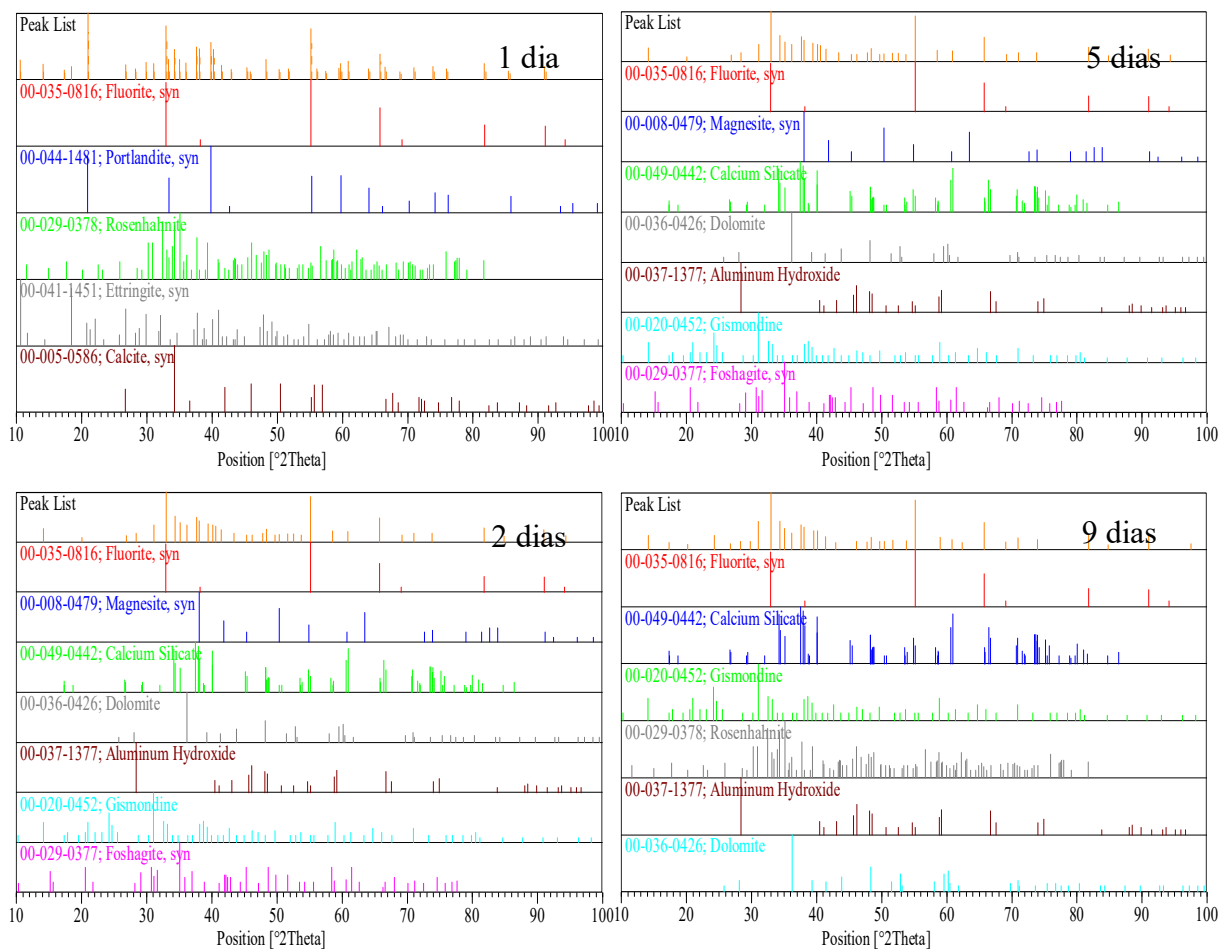 Peak List
1 dia
00-035-0816; Fluorite, syn
00-044-1481; Portlandite, syn
00-029-0378; Rosenhahnite
00-041-1451; Ettringite, syn
00-005-0586; Calcite, syn
10 20 30 40 50 60 70 80 90 100
Position [°2Theta]
Peak List
5 dias
00-035-0816; Fluorite, syn
00-008-0479; Magnesite, syn
00-049-0442; Calcium Silicate
00-036-0426; Dolomite
00-037-1377; Aluminum Hydroxide
00-020-0452; Gismondine
00-029-0377; Foshagite, syn
10 20 30 40 50 60 70 80 90 100
Position [°2Theta]
Peak List
2 dias
00-035-0816; Fluorite, syn
00-008-0479; Magnesite, syn
00-049-0442; Calcium Silicate
00-036-0426; Dolomite
00-037-1377; Aluminum Hydroxide
00-020-0452; Gismondine
00-029-0377; Foshagite, syn
10 20 30 40 50 60 70 80 90 100
Position [°2Theta]
Peak List
9 dias
00-035-0816; Fluorite, syn
00-049-0442; Calcium Silicate
00-020-0452; Gismondine
00-029-0378; Rosenhahnite
00-037-1377; Aluminum Hydroxide
00-036-0426; Dolomite
10 20 30 40 50 60 70 80 90 100
Position [°2Theta]